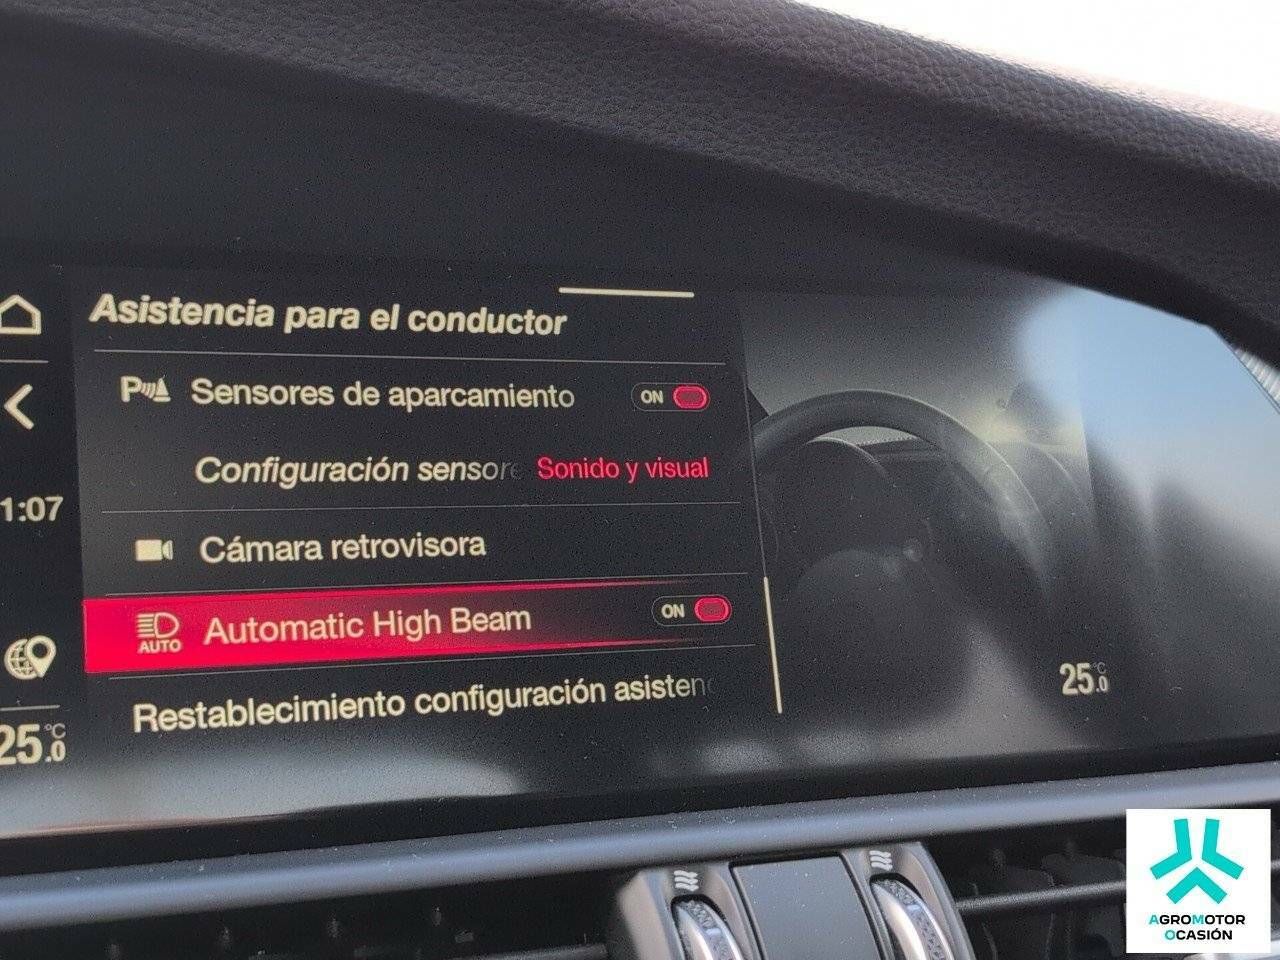 Asistencia para el conductor
P Sensores de aparcamiento ON
Configuración sensore Sonido y visual
1:07
Cámara retrovisora
AUTO Automatic High Beam ON
Restablecimiento configuración asisten
25.0 °C
25.0 °C
AGROMOTOR
OCASIÓN